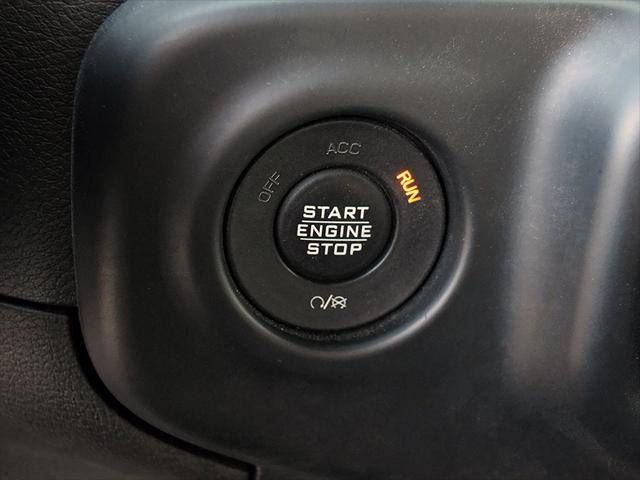 ACC
OFF
RUN
START
ENGINE
STOP